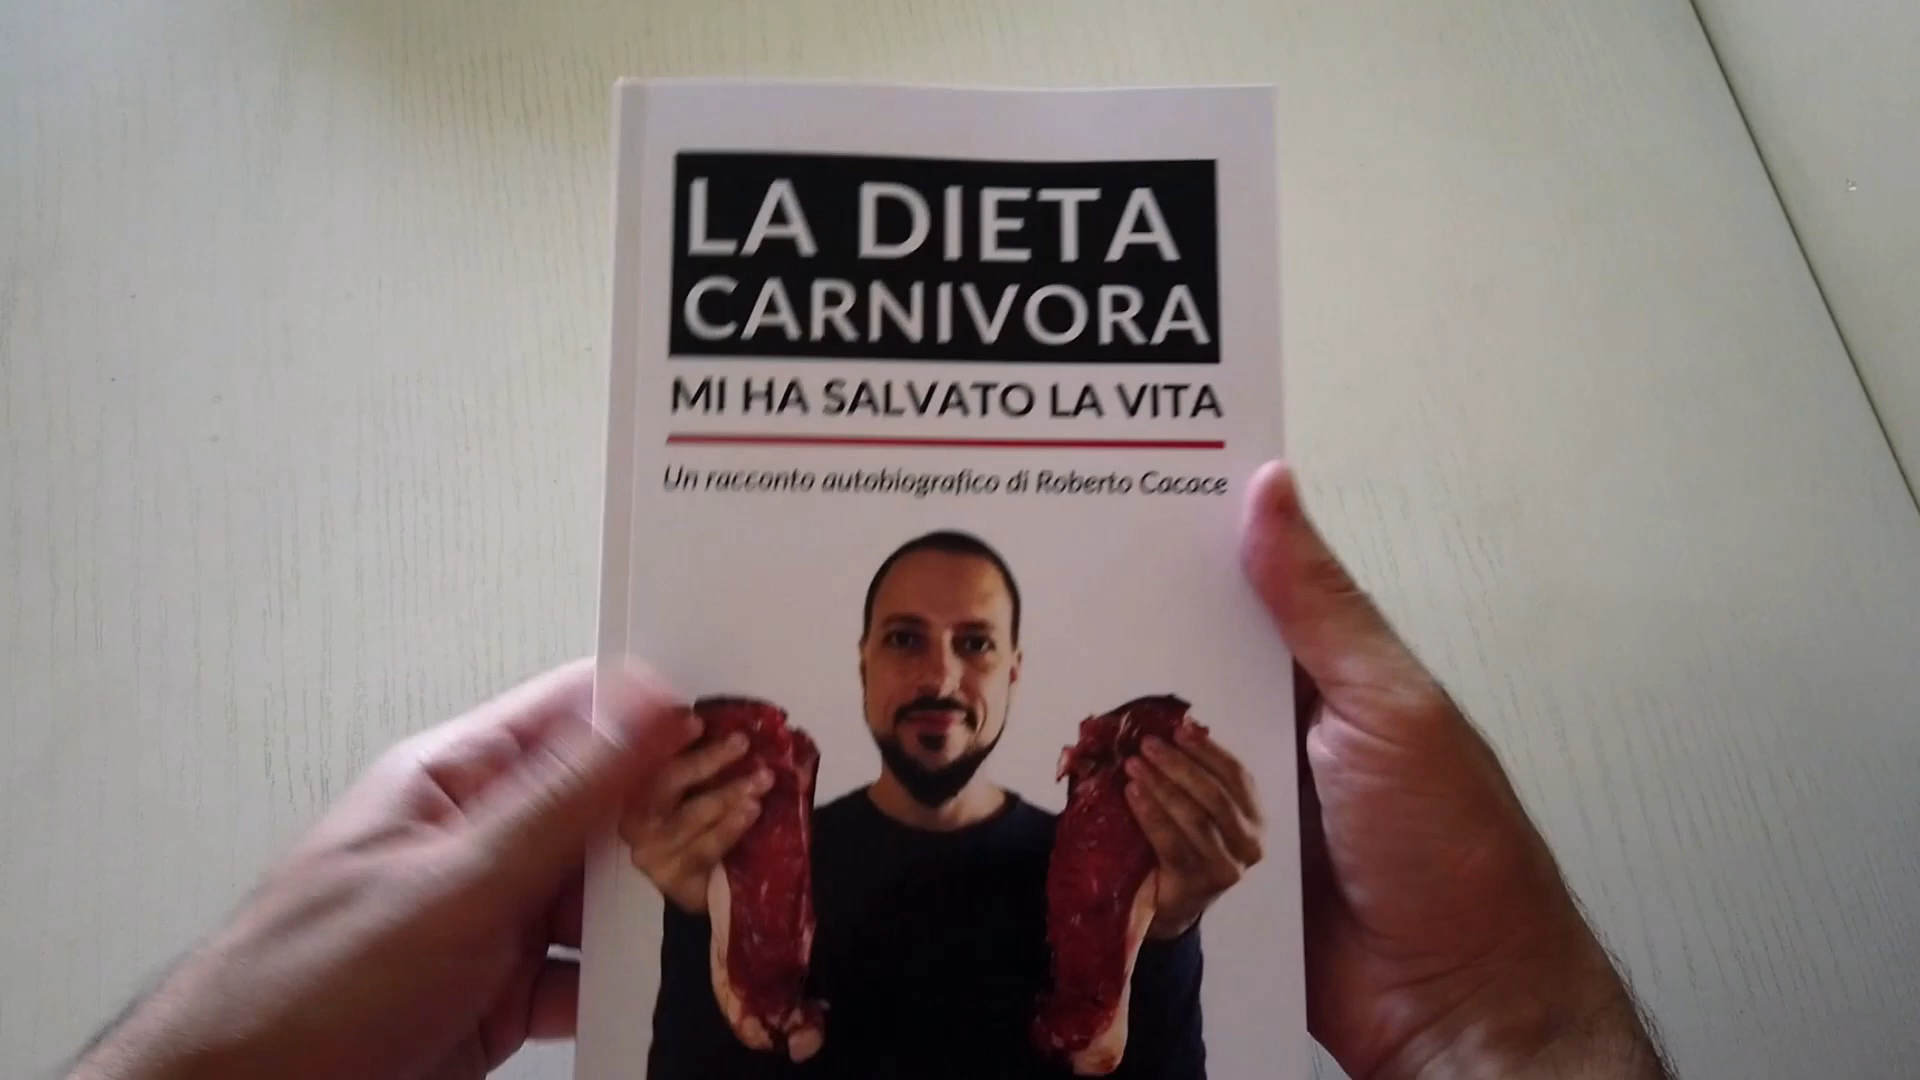 LA DIETA
CARNIVORA
MI HA SALVATO LA VITA
Un racconto autobiografico di Roberto Cacace